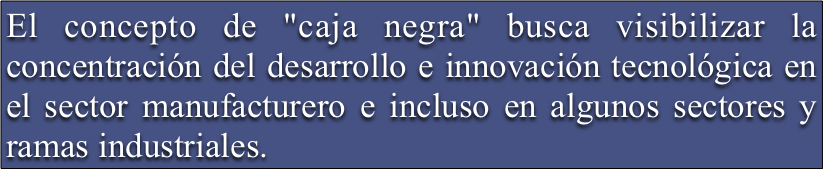 El concepto de "caja negra" busca visibilizar la
concentración del desarrollo e innovación tecnológica en
el sector manufacturero e incluso en algunos sectores y
ramas industriales.